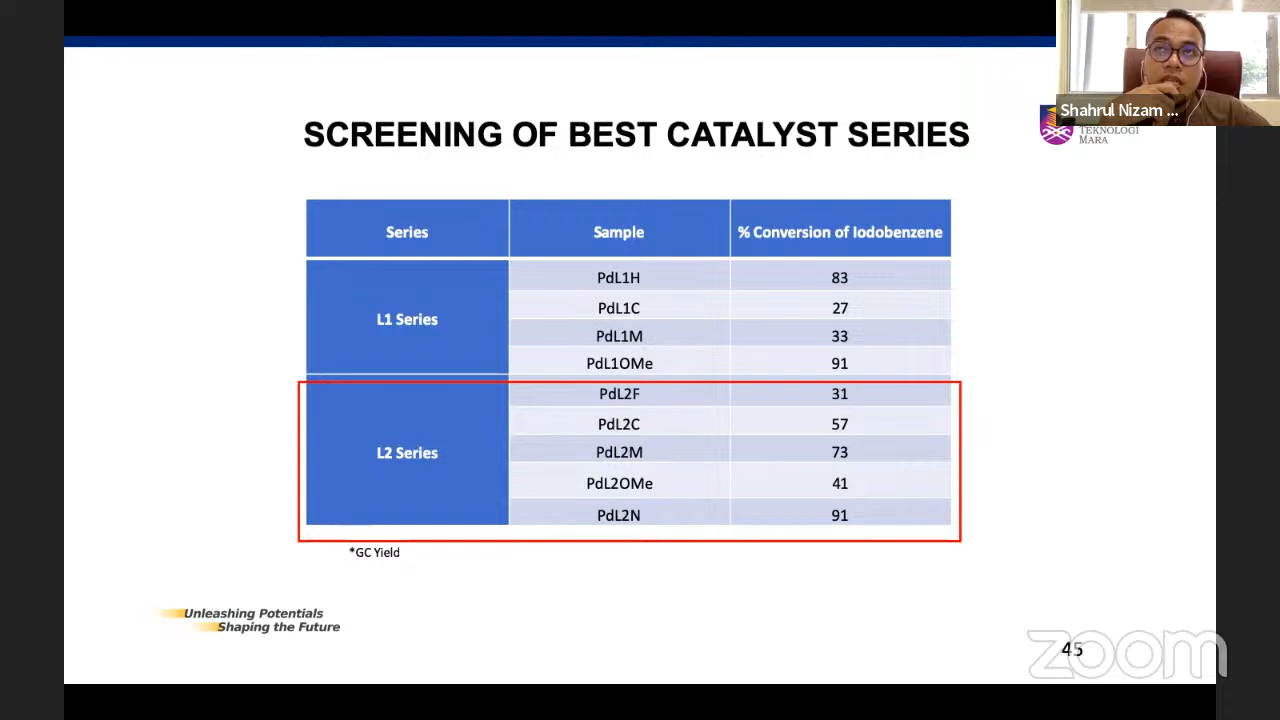 Shahrul Nizam ...
TEKNOLOGI
MARA
SCREENING OF BEST CATALYST SERIES
Series Sample % Conversion of Iodobenzene
L1 Series
PdL1H 83
PdL1C 27
PdL1M 33
PdL1OMe 91
L2 Series
PdL2F 31
PdL2C 57
PdL2M 73
PdL2OMe 41
PdL2N 91
*GC Yield
Unleashing Potentials
Shaping the Future
45
zoom